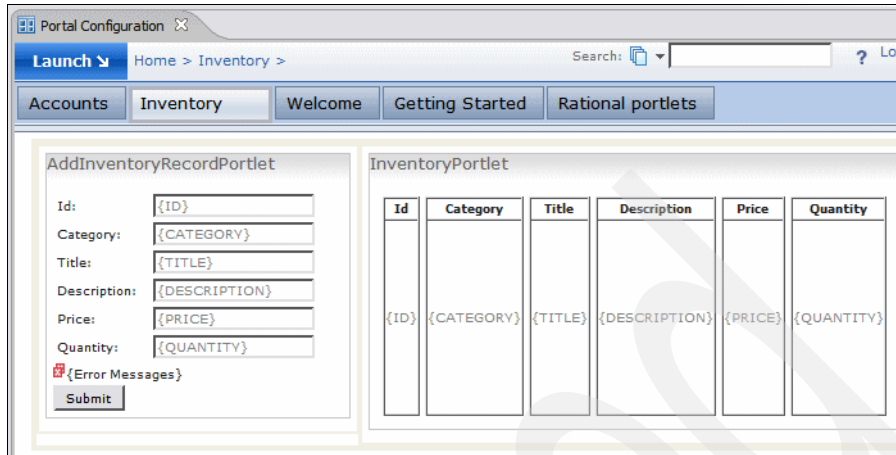 Portal Configuration
Launch Home > Inventory > Search: ? Lo
Accounts Inventory Welcome Getting Started Rational portlets
AddInventoryRecordPortlet
Id: {ID}
Category: {CATEGORY}
Title: {TITLE}
Description: {DESCRIPTION}
Price: {PRICE}
Quantity: {QUANTITY}
{Error Messages}
Submit
InventoryPortlet
Id Category Title Description Price Quantity
{ID} {CATEGORY} {TITLE} {DESCRIPTION} {PRICE} {QUANTITY}